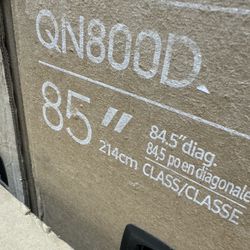 QN800D
85"
84.5"diag.
84,5 po en diagonale
214cm CLASS/CLASSE